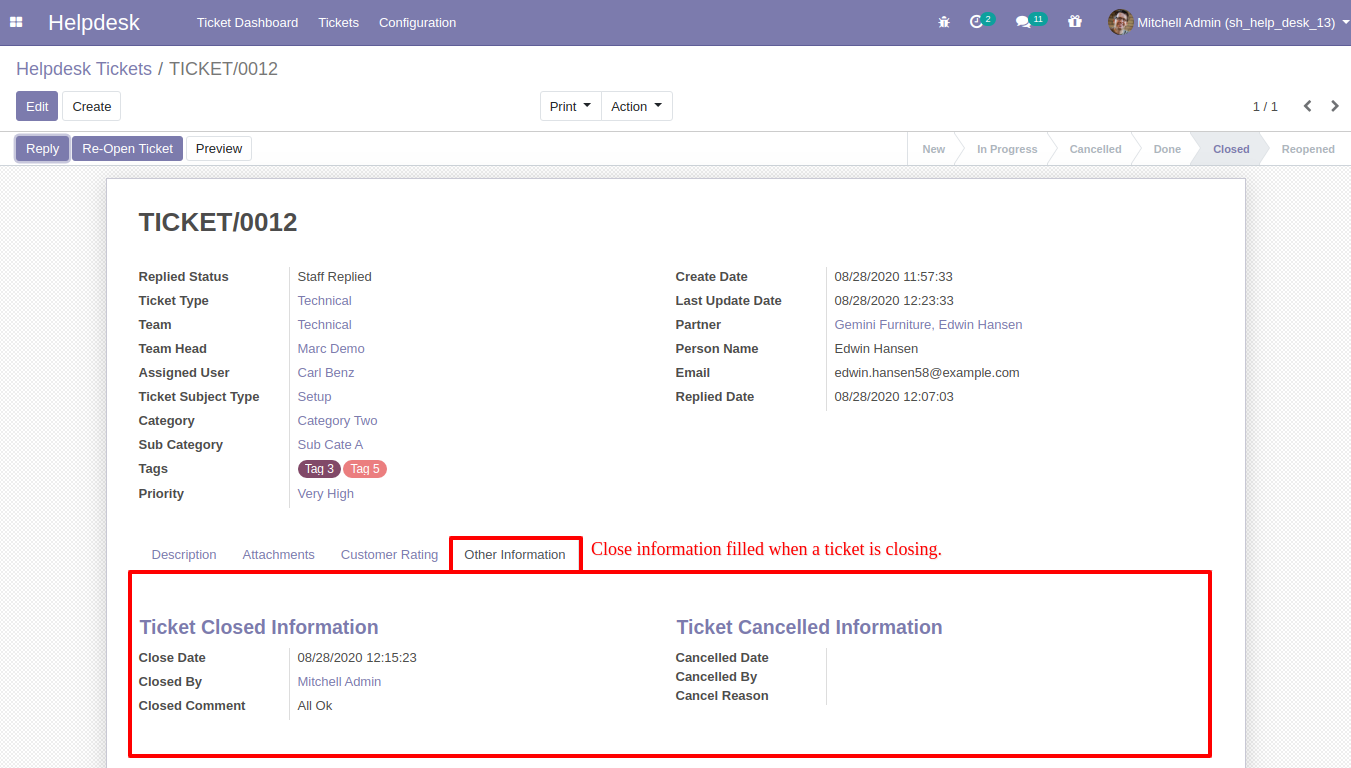 Helpdesk Ticket Dashboard Tickets Configuration 2 11 Mitchell Admin (sh_help_desk_13)
Helpdesk Tickets / TICKET/0012
Edit Create Print Action 1 / 1
Reply Re-Open Ticket Preview New In Progress Cancelled Done Closed Reopened
TICKET/0012
Replied Status Staff Replied Create Date 08/28/2020 11:57:33
Ticket Type Technical Last Update Date 08/28/2020 12:23:33
Team Technical Partner Gemini Furniture, Edwin Hansen
Team Head Marc Demo Person Name Edwin Hansen
Assigned User Carl Benz Email edwin.hansen58@example.com
Ticket Subject Type Setup Replied Date 08/28/2020 12:07:03
Category Category Two
Sub Category Sub Cate A
Tags Tag 3 Tag 5
Priority Very High
Description Attachments Customer Rating Other Information Close information filled when a ticket is closing.
Ticket Closed Information Ticket Cancelled Information
Close Date 08/28/2020 12:15:23 Cancelled Date
Closed By Mitchell Admin Cancelled By
Closed Comment All Ok Cancel Reason